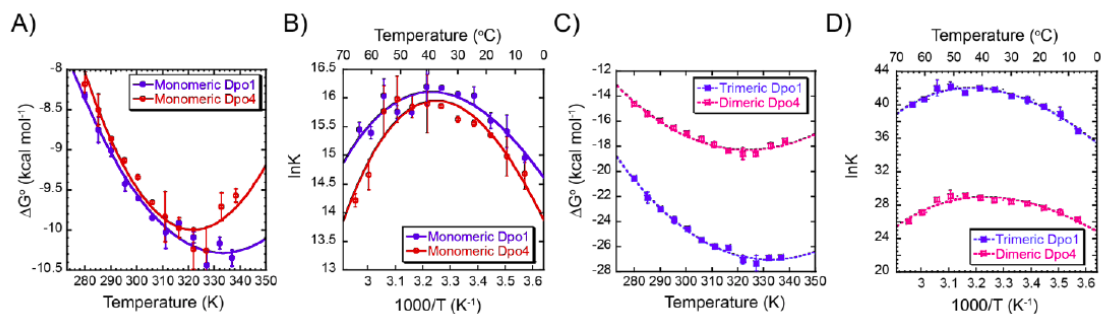 A)
ΔGº (kcal mol⁻¹)
-8
-8.5
-9
-9.5
-10
-10.5
Monomeric Dpo1
Monomeric Dpo4
280 290 300 310 320 330 340 350
Temperature (K)
B)
Temperature (ºC)
70 60 50 40 30 20 10 0
lnK
16.5
16
15.5
15
14.5
14
13.5
13
Monomeric Dpo1
Monomeric Dpo4
3 3.1 3.2 3.3 3.4 3.5 3.6
1000/T (K⁻¹)
C)
ΔGº (kcal mol⁻¹)
-12
-14
-16
-18
-20
-22
-24
-26
-28
Trimeric Dpo1
Dimeric Dpo4
280 290 300 310 320 330 340 350
Temperature (K)
D)
Temperature (ºC)
70 60 50 40 30 20 10 0
lnK
44
40
36
32
28
24
20
Trimeric Dpo1
Dimeric Dpo4
3 3.1 3.2 3.3 3.4 3.5 3.6
1000/T (K⁻¹)